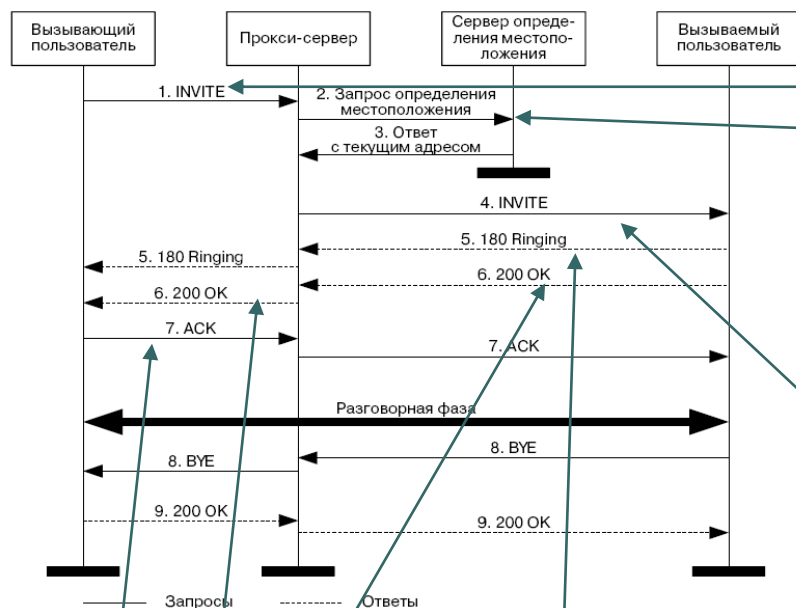 Вызывающий
пользователь
Прокси-сервер
Сервер опреде-
ления местопо-
ложения
Вызываемый
пользователь
1. INVITE
2. Запрос определения
местоположения
3. Ответ
с текущим адресом
4. INVITE
5. 180 Ringing
5. 180 Ringing
6. 200 OK
6. 200 OK
7. ACK
7. ACK
Разговорная фаза
8. BYE
8. BYE
9. 200 OK
9. 200 OK
Запросы
Ответы